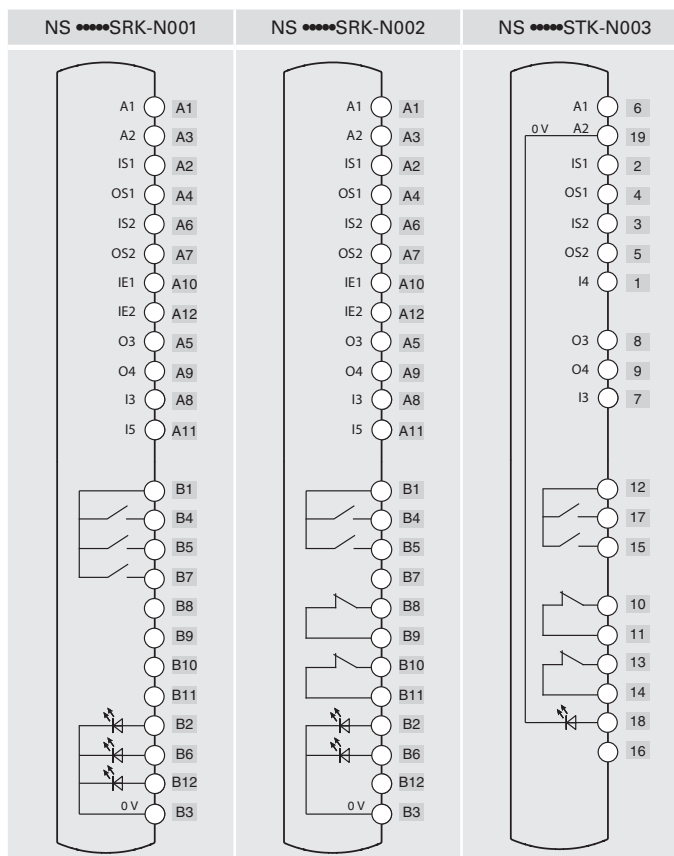 NS •••••SRK-N001
A1 A1
A2 A3
IS1 A2
OS1 A4
IS2 A6
OS2 A7
IE1 A10
IE2 A12
O3 A5
O4 A9
I3 A8
I5 A11
B1
B4
B5
B7
B8
B9
B10
B11
B2
B6
B12
0 V B3
NS •••••SRK-N002
A1 A1
A2 A3
IS1 A2
OS1 A4
IS2 A6
OS2 A7
IE1 A10
IE2 A12
O3 A5
O4 A9
I3 A8
I5 A11
B1
B4
B5
B7
B8
B9
B10
B11
B2
B6
B12
0 V B3
NS •••••STK-N003
A1 6
0 V A2 19
IS1 2
OS1 4
IS2 3
OS2 5
I4 1
O3 8
O4 9
I3 7
12
17
15
10
11
13
14
18
16